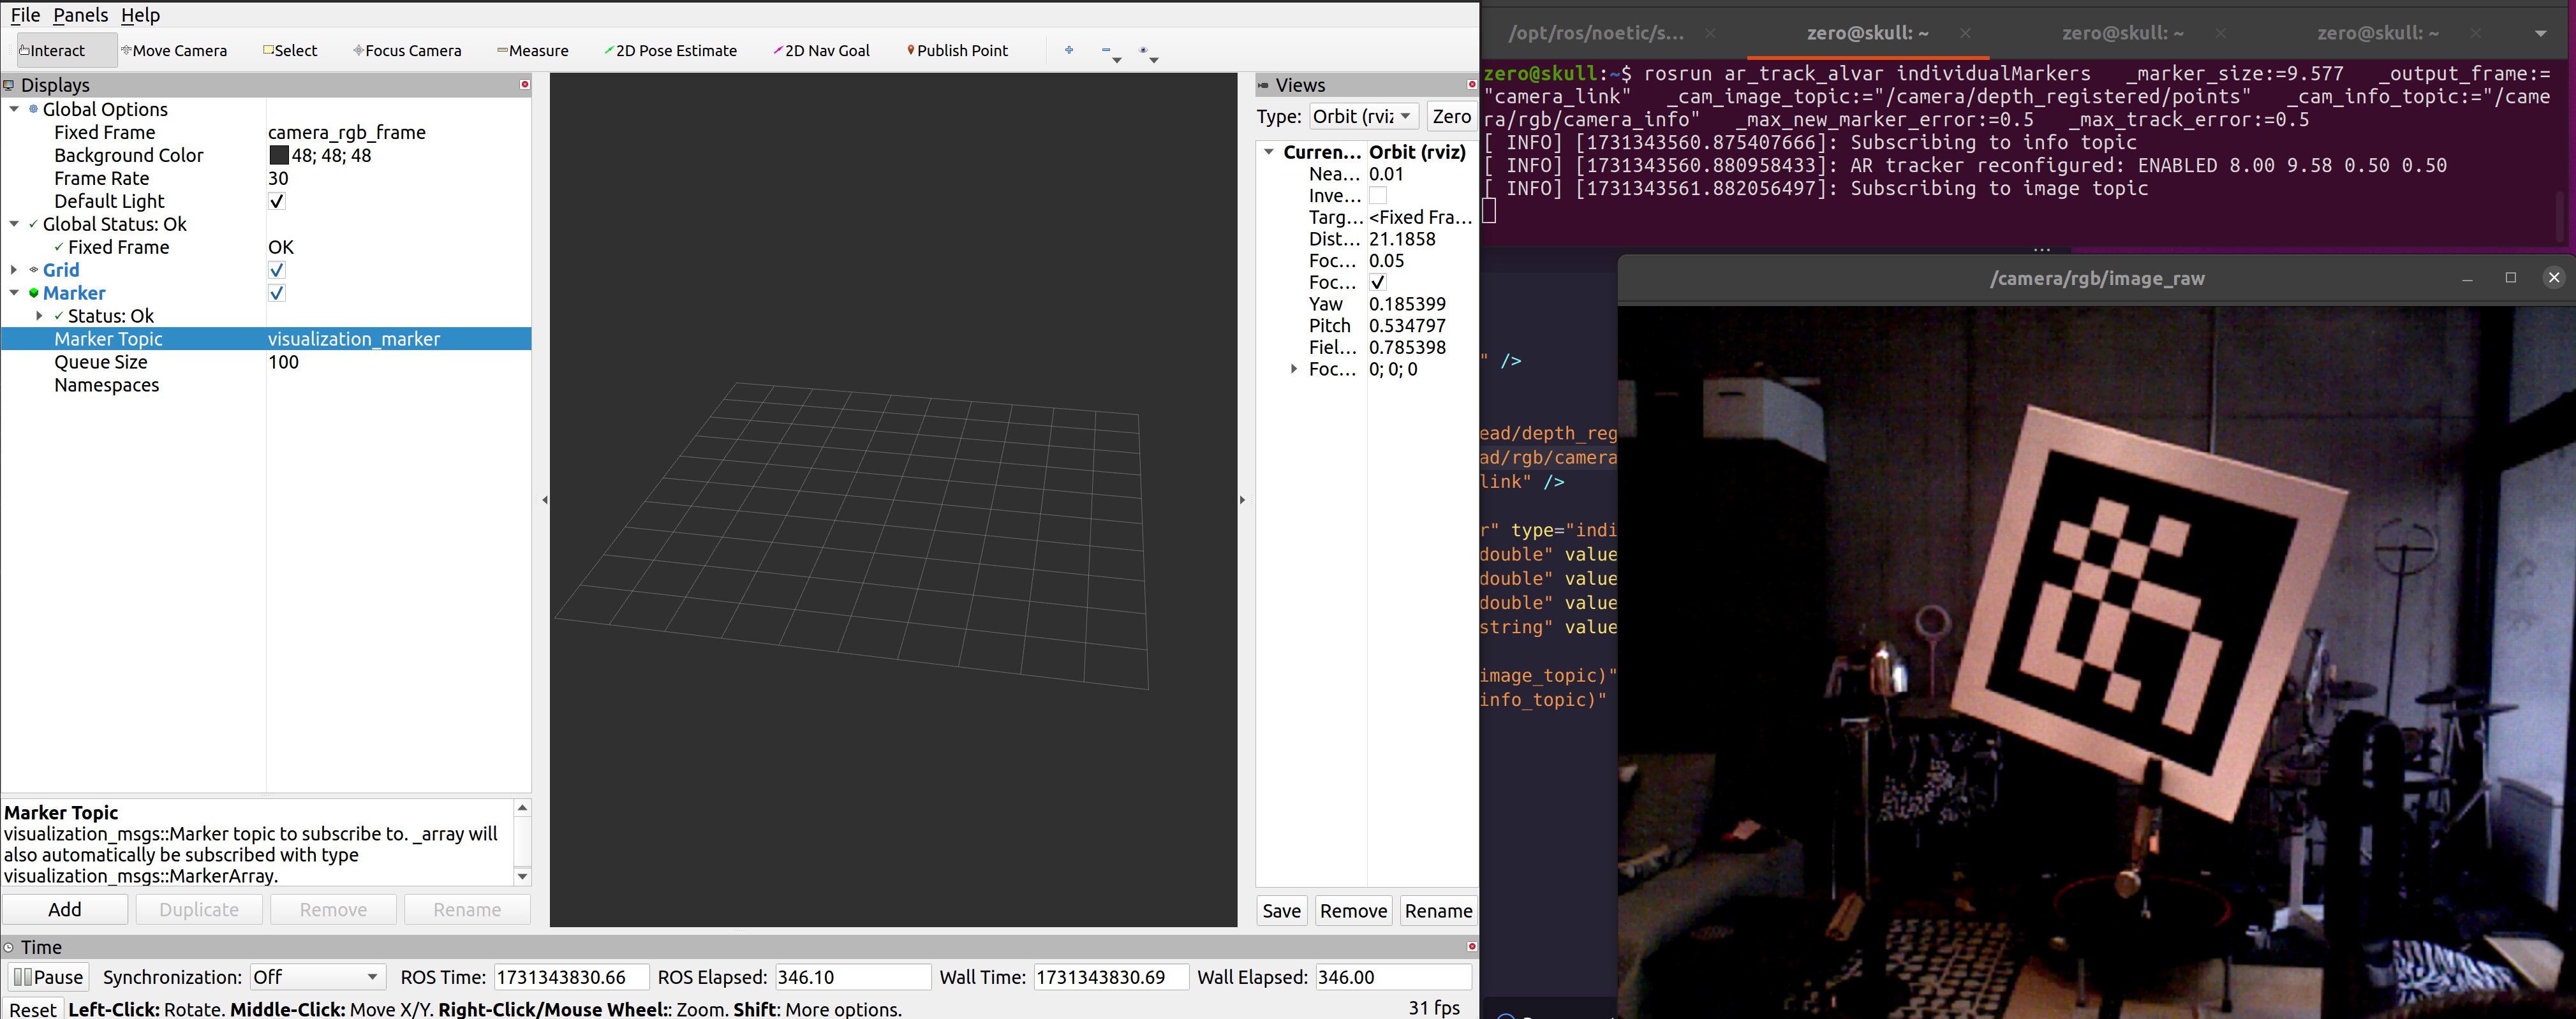 File Panels Help
Interact Move Camera Select Focus Camera Measure 2D Pose Estimate 2D Nav Goal Publish Point
Displays
Global Options
Fixed Frame camera_rgb_frame
Background Color 48; 48; 48
Frame Rate 30
Default Light
Global Status: Ok
Fixed Frame OK
Grid
Marker
Status: Ok
Marker Topic visualization_marker
Queue Size 100
Namespaces
Marker Topic
visualization_msgs::Marker topic to subscribe to. _array will
also automatically be subscribed with type
visualization_msgs::MarkerArray.
Add Duplicate Remove Rename
Views
Type: Orbit (rviz Zero
Curren... Orbit (rviz)
Nea... 0.01
Inve...
Targ... <Fixed Fra...
Dist... 21.1858
Foc... 0.05
Foc...
Yaw 0.185399
Pitch 0.534797
Fiel... 0.785398
Foc... 0; 0; 0
Save Remove Rename
Time
Pause Synchronization: Off ROS Time: 1731343830.66 ROS Elapsed: 346.10 Wall Time: 1731343830.69 Wall Elapsed: 346.00
Reset Left-Click: Rotate. Middle-Click: Move X/Y. Right-Click/Mouse Wheel:: Zoom. Shift: More options. 31 fps
/opt/ros/noetic/s... zero@skull: ~ zero@skull: ~ zero@skull: ~
zero@skull:~$ rosrun ar_track_alvar individualMarkers _marker_size:=9.577 _output_frame:=
"camera_link" _cam_image_topic:="/camera/depth_registered/points" _cam_info_topic:="/came
ra/rgb/camera_info" _max_new_marker_error:=0.5 _max_track_error:=0.5
[ INFO] [1731343560.875407666]: Subscribing to info topic
[ INFO] [1731343560.880958433]: AR tracker reconfigured: ENABLED 8.00 9.58 0.50 0.50
[ INFO] [1731343561.882056497]: Subscribing to image topic
/camera/rgb/image_raw
" />
ead/depth_reg
ad/rgb/camera
link" />
r" type="indi
double" value
double" value
double" value
string" value
image_topic)"
info_topic)"